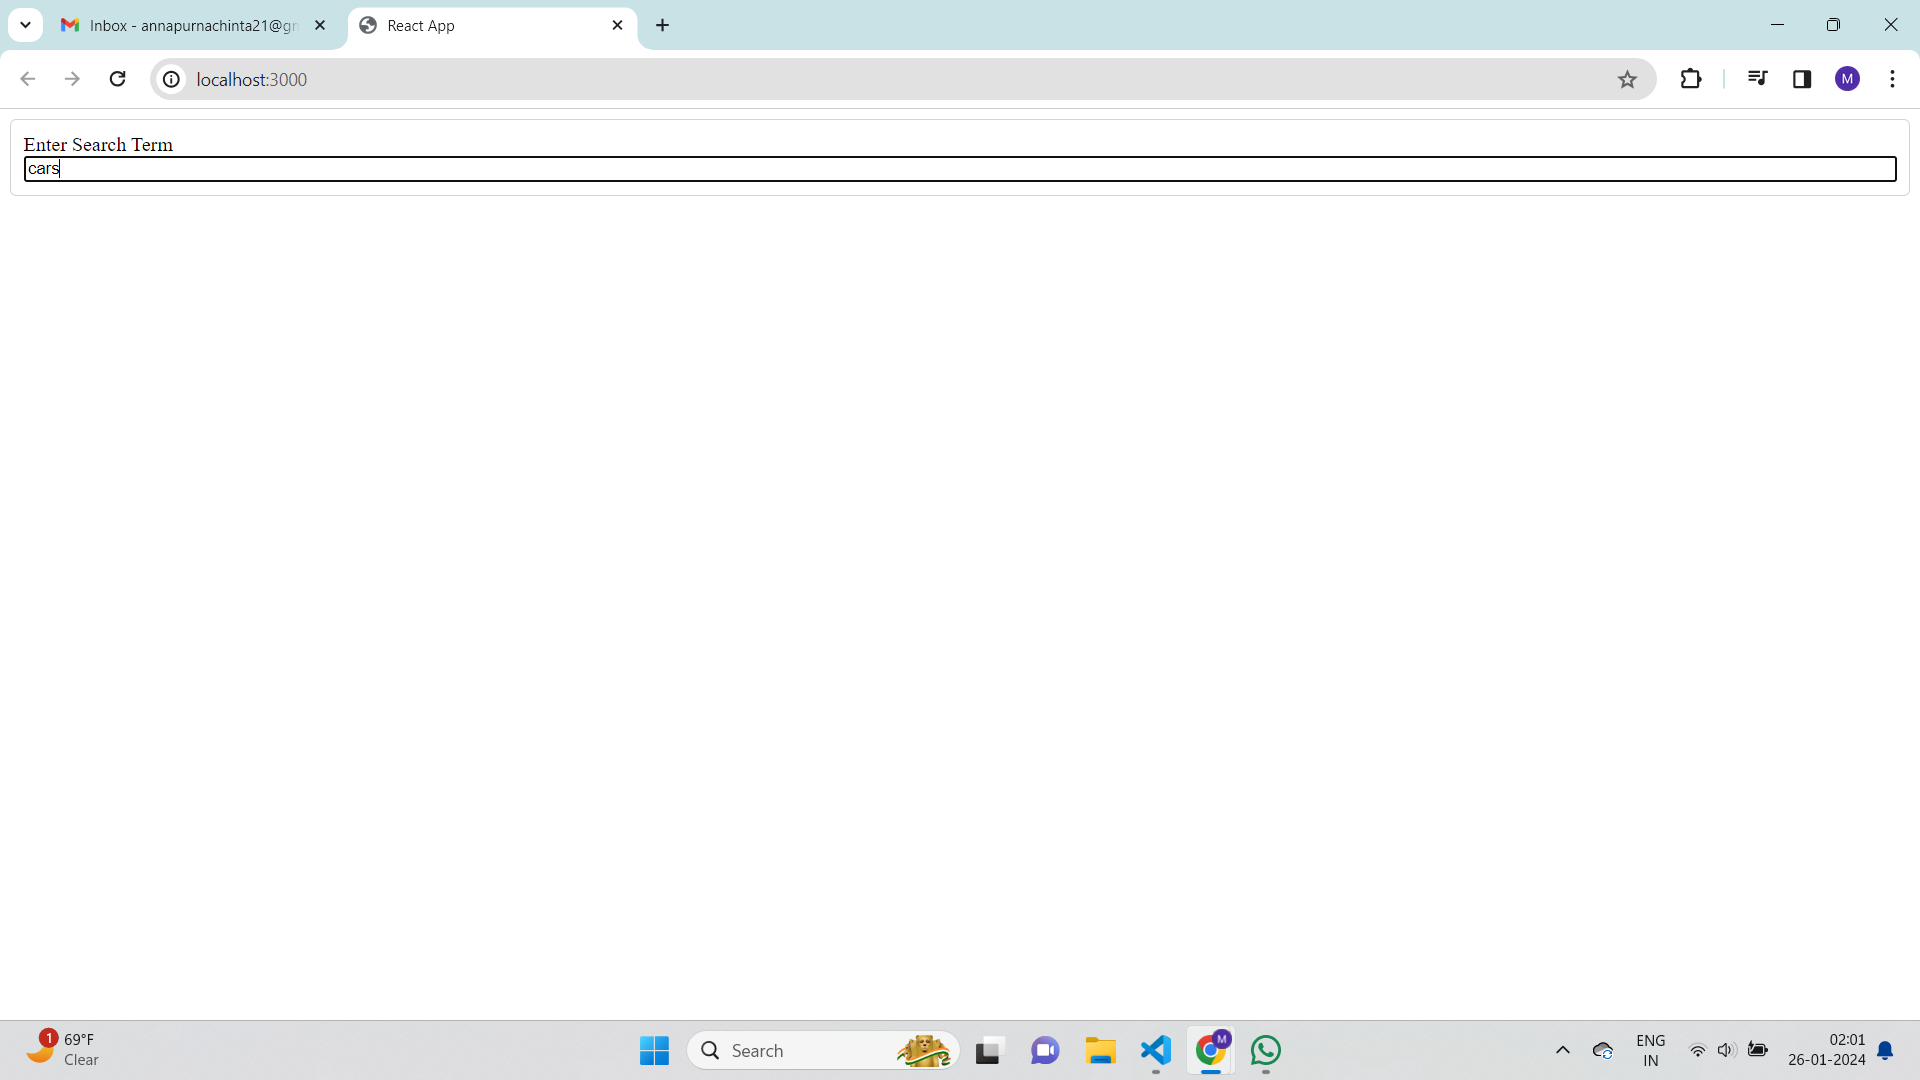 Inbox - annapurnachinta21@gm
React App
localhost:3000
M
Enter Search Term
cars
1
69°F
Clear
Search
M
ENG
IN
02:01
26-01-2024